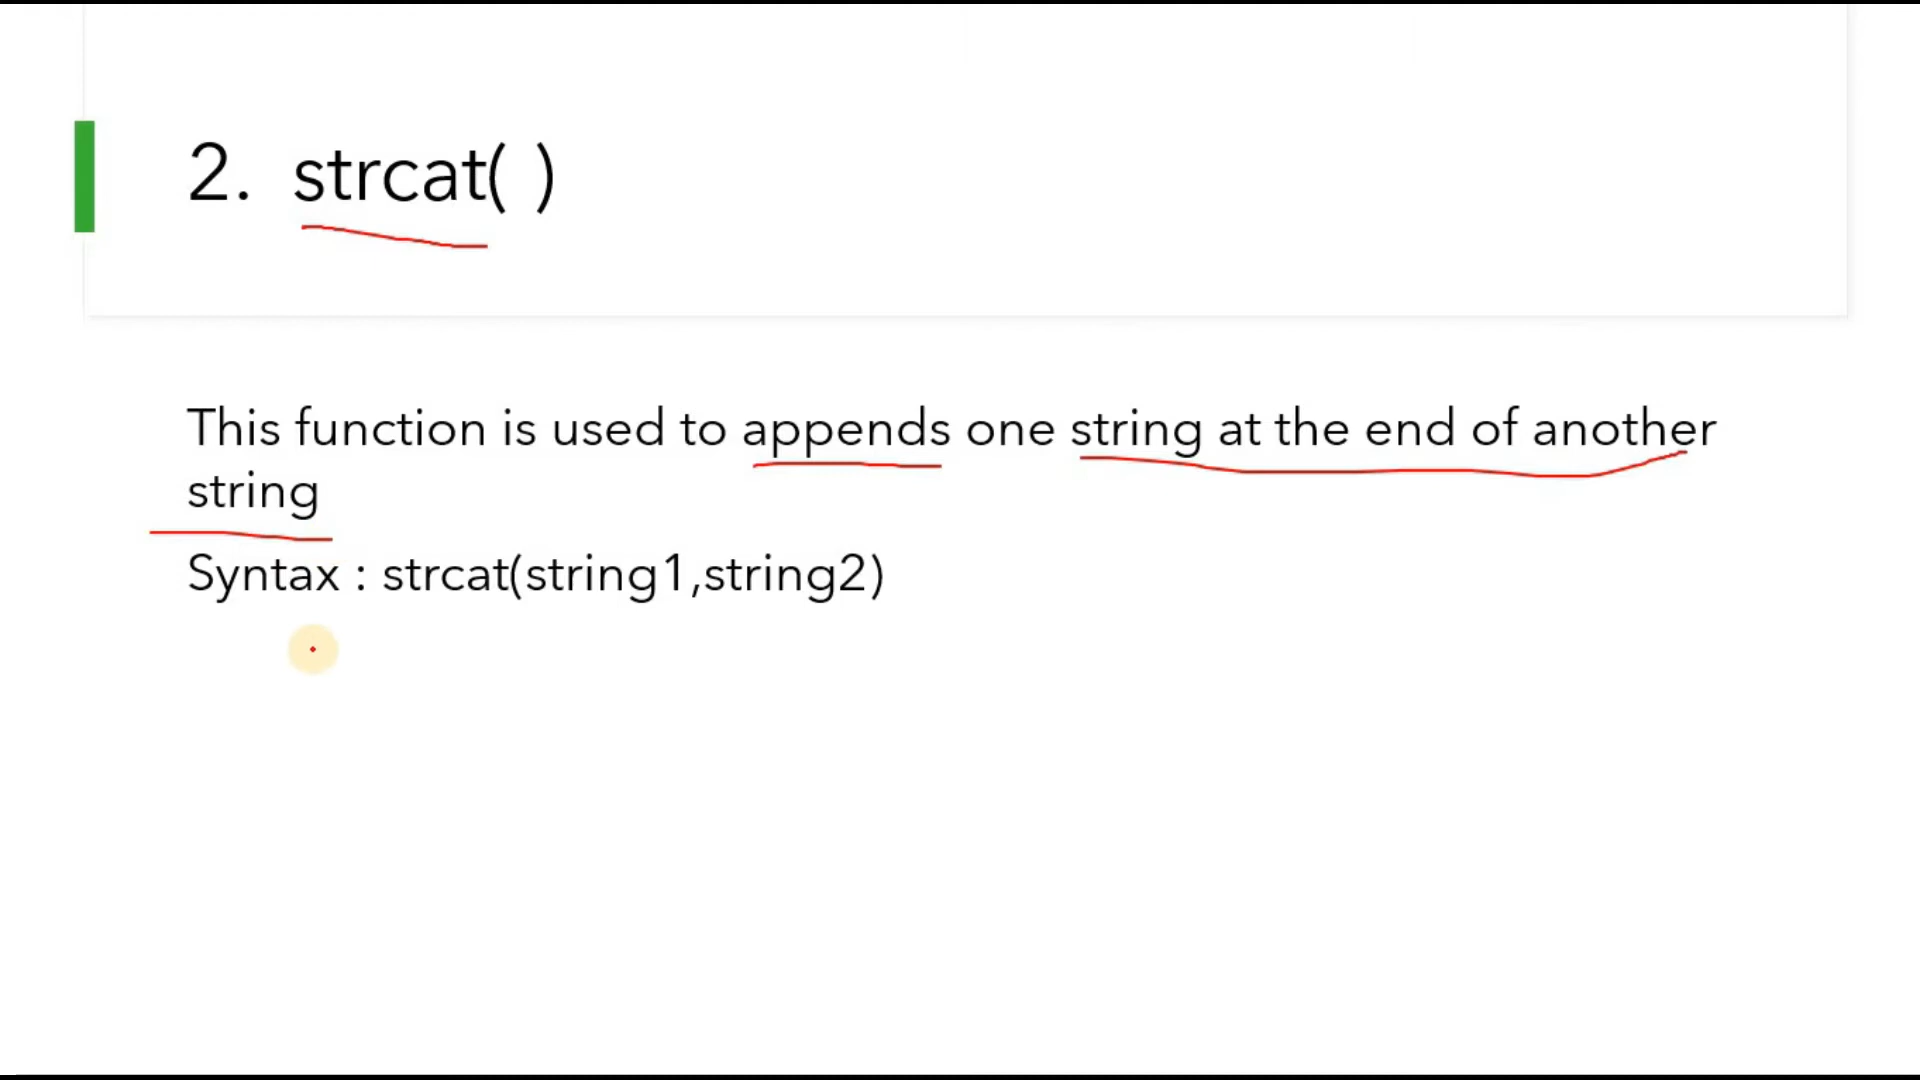 2. strcat( )
This function is used to appends one string at the end of another
string
Syntax : strcat(string1,string2)